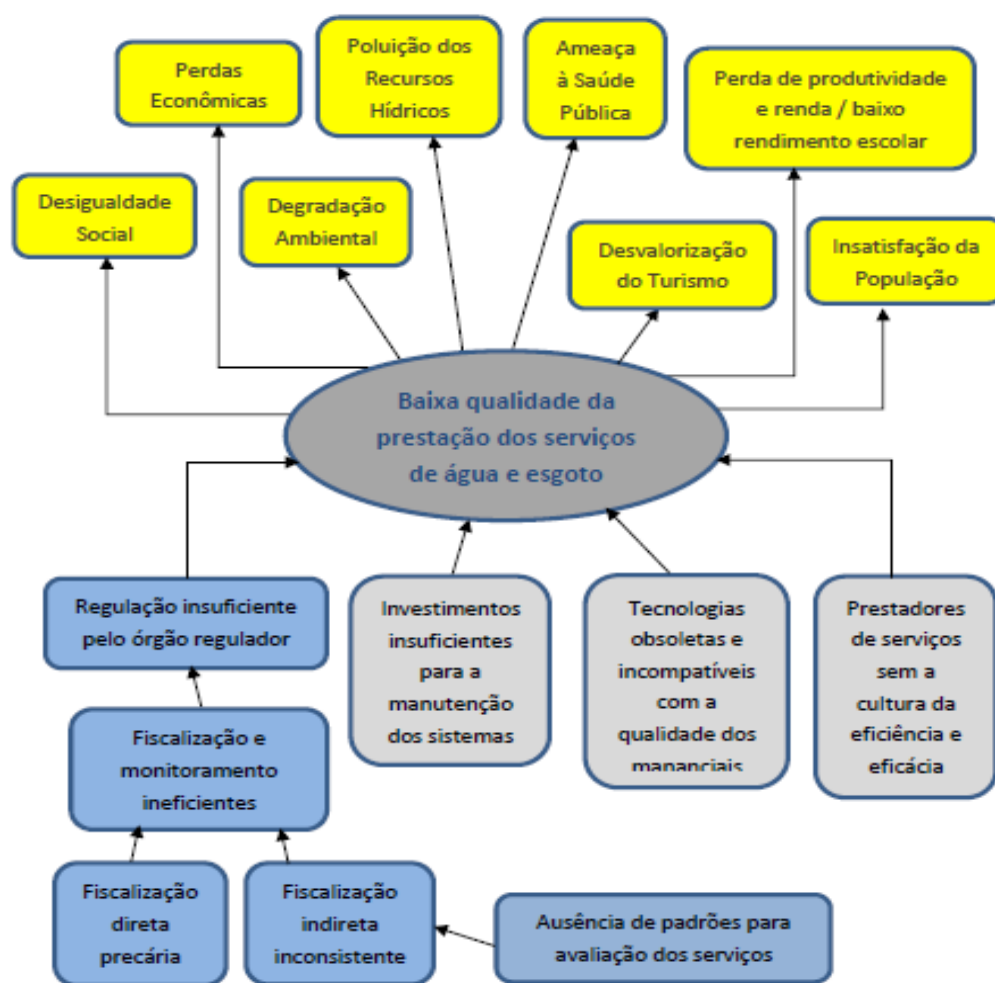 Perdas
Econômicas
Poluição dos
Recursos
Hídricos
Ameaça
à Saúde
Pública
Perda de produtividade
e renda / baixo
rendimento escolar
Desigualdade
Social
Degradação
Ambiental
Desvalorização
do Turismo
Insatisfação da
População
Baixa qualidade da
prestação dos serviços
de água e esgoto
Regulação insuficiente
pelo órgão regulador
Investimentos
insuficientes
para a
manutenção
dos sistemas
Tecnologias
obsoletas e
incompatíveis
com a
qualidade dos
mananciais
Prestadores
de serviços
sem a
cultura da
eficiência e
eficácia
Fiscalização e
monitoramento
ineficientes
Fiscalização
direta
precária
Fiscalização
indireta
inconsistente
Ausência de padrões para
avaliação dos serviços